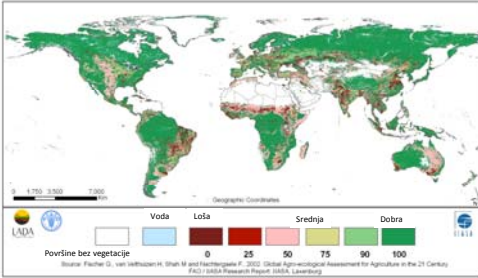 0 1.750 3.500 7.000
Km
Geographic Coordinates
LADA
Voda Loša Srednja Dobra
IIASA
Površine bez vegetacije 0 25 50 75 90 100
Source: Fischer G., van Velthuizen H, Shah M and Nachtergaele F., 2002. Global Agro-ecological Assessment for Agriculture in the 21 Century.
FAO / IIASA Research Report. IIASA, Laxenburg